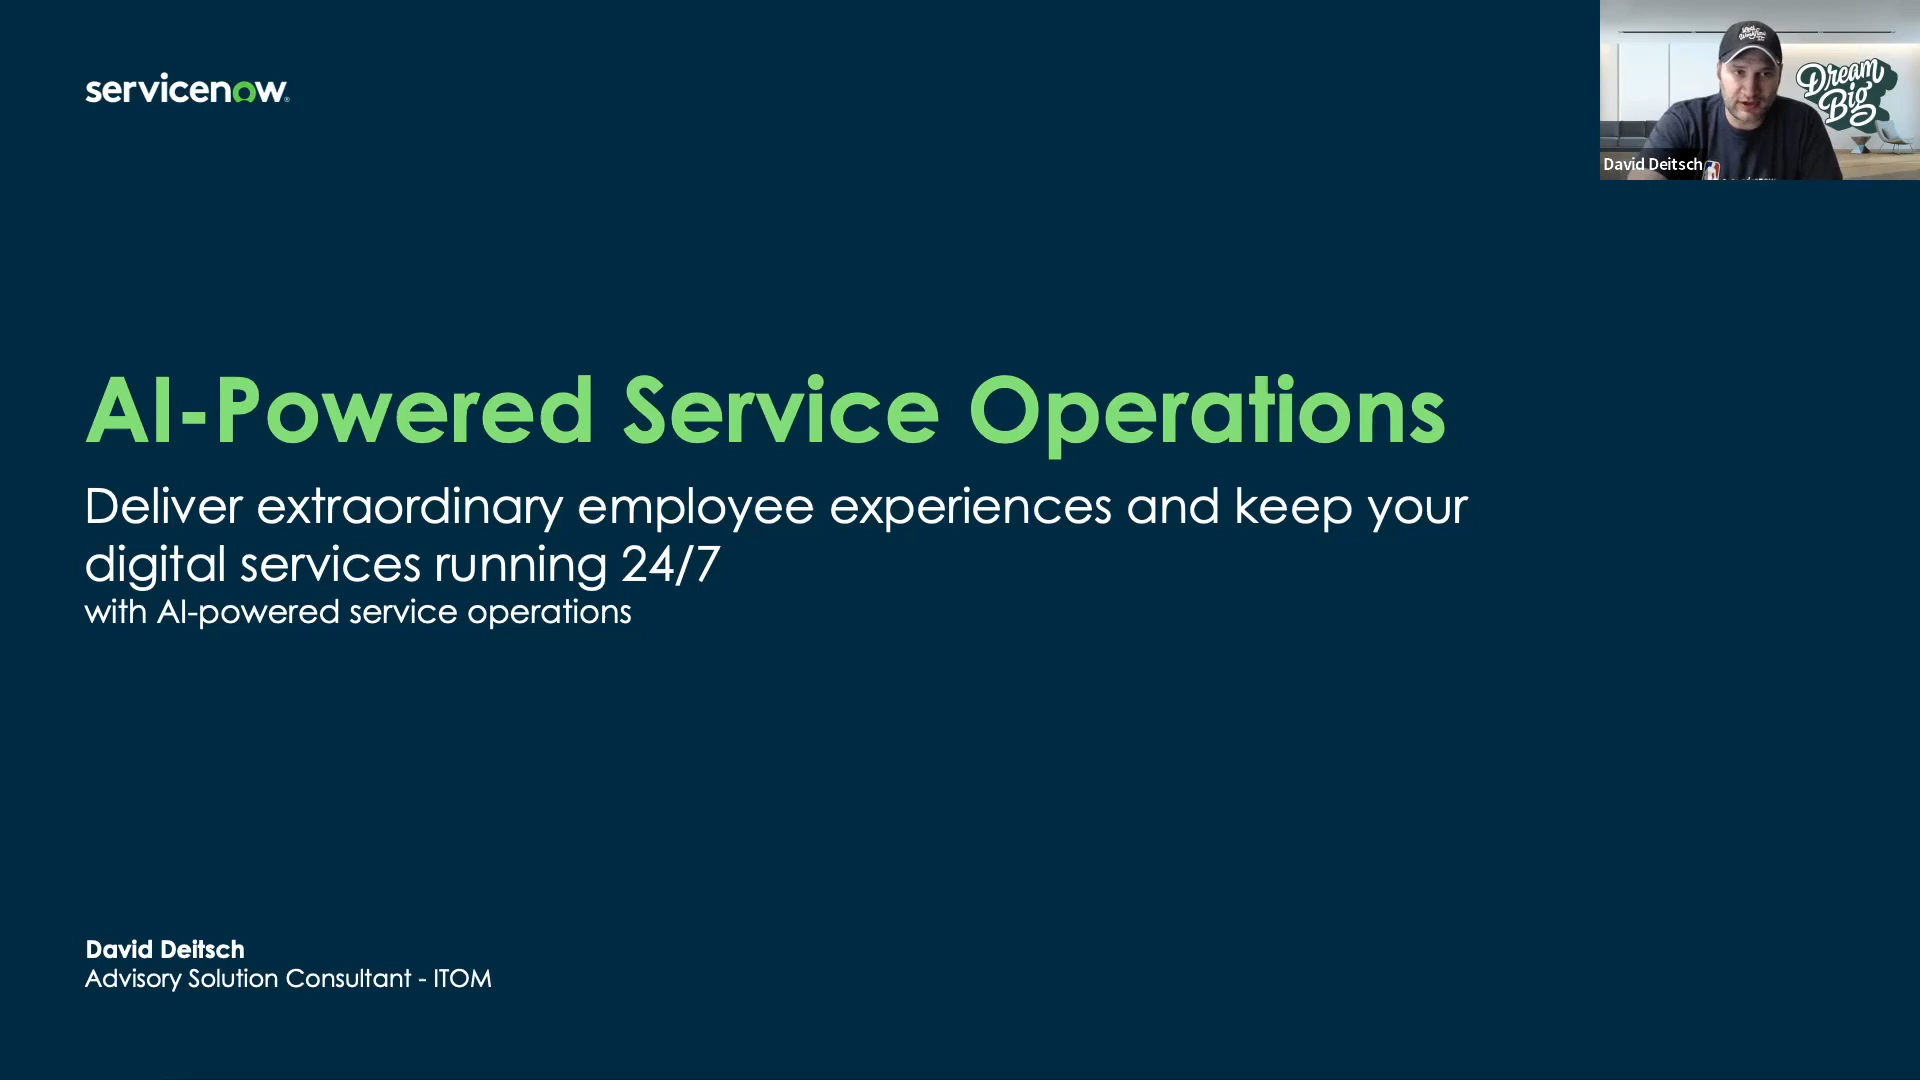 servicenow
Dream
Big
David Deitsch
AI-Powered Service Operations
Deliver extraordinary employee experiences and keep your
digital services running 24/7
with AI-powered service operations
David Deitsch
Advisory Solution Consultant - ITOM